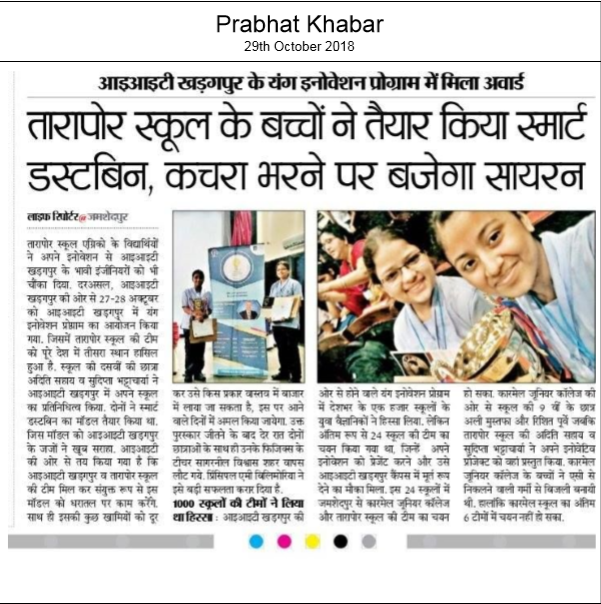 Prabhat Khabar
29th October 2018
आइआइटी खड़गपुर के यंग इनोवेशन प्रोग्राम में मिला अवार्ड
तारापोर स्कूल के बच्चों ने तैयार किया स्मार्ट
डस्टबिन, कचरा भरने पर बजेगा सायरन
लाइफ रिपोर्टर@जमशेदपुर
तारापोर स्कूल एग्रिको के विद्यार्थियों
ने अपने इनोवेशन से आइआइटी
खड़गपुर के भावी इंजीनियरों को भी
चौंका दिया. दरअसल, आइआइटी
खड़गपुर की ओर से 27-28 अक्टूबर
को आइआइटी खड़गपुर में यंग
इनोवेशन प्रोग्राम का आयोजन किया
गया. जिसमें तारापोर स्कूल की टीम
को पूरे देश में तीसरा स्थान हासिल
हुआ है. स्कूल की दसवीं की छात्रा
अदिति सहाय व सुदिप्ता भट्टाचार्या ने
आइआइटी खड़गपुर में अपने स्कूल
का प्रतिनिधित्व किया. दोनों ने स्मार्ट
डस्टबिन का मॉडल तैयार किया था.
जिस मॉडल को आइआइटी खड़गपुर
के जजों ने खूब सराहा. आइआइटी
की ओर से तय किया गया है कि
आइआइटी खड़गपुर व तारापोर स्कूल
की टीम मिल कर संयुक्त रूप से इस
मॉडल को धरातल पर काम करेंगे.
साथ ही इसकी कुछ खामियों को दूर
कर उसे किस प्रकार वास्तव में बाजार
में लाया जा सकता है, इस पर आने
वाले दिनों में अमल किया जायेगा. उक्त
पुरस्कार जीतने के बाद देर रात दोनों
छात्राओं के साथ ही उनके फिजिक्स के
टीचर सागरनील विश्वास शहर वापस
लौट गये. प्रिंसिपल एमी बिलिमोरिया ने
इसे बड़ी सफलता करार दिया है.
1000 स्कूलों की टीमों ने लिया
था हिस्सा : आइआइटी खड़गपुर की
ओर से होने वाले यंग इनोवेशन प्रोग्राम
में देशभर के एक हजार स्कूलों के
युवा वैज्ञानिकों ने हिस्सा लिया. लेकिन
अंतिम रूप से 24 स्कूल की टीम का
चयन किया गया था, जिन्हें अपने
इनोवेशन को प्रेजेंट करने और उसे
आइआइटी खड़गपुर कैंपस में मूर्त रूप
देने का मौका मिला. इस 24 स्कूलों में
जमशेदपुर से कारमेल जूनियर कॉलेज
और तारापोर स्कूल की टीम का चयन
हो सका. कारमेल जूनियर कॉलेज की
ओर से स्कूल की 9 वीं के छात्र
अली मुस्तफा और रिशित पूर्वे जबकि
तारापोर स्कूल की अदिति सहाय व
सुदिप्ता भट्टाचार्या ने अपने इनोवेटिव
प्रोजेक्ट को वहां प्रस्तुत किया. कारमेल
जूनियर कॉलेज के बच्चों ने एसी से
निकलने वाली गर्मी से बिजली बनायी
थी. हालांकि कारमेल स्कूल का अंतिम
6 टीमों में चयन नहीं हो सका.